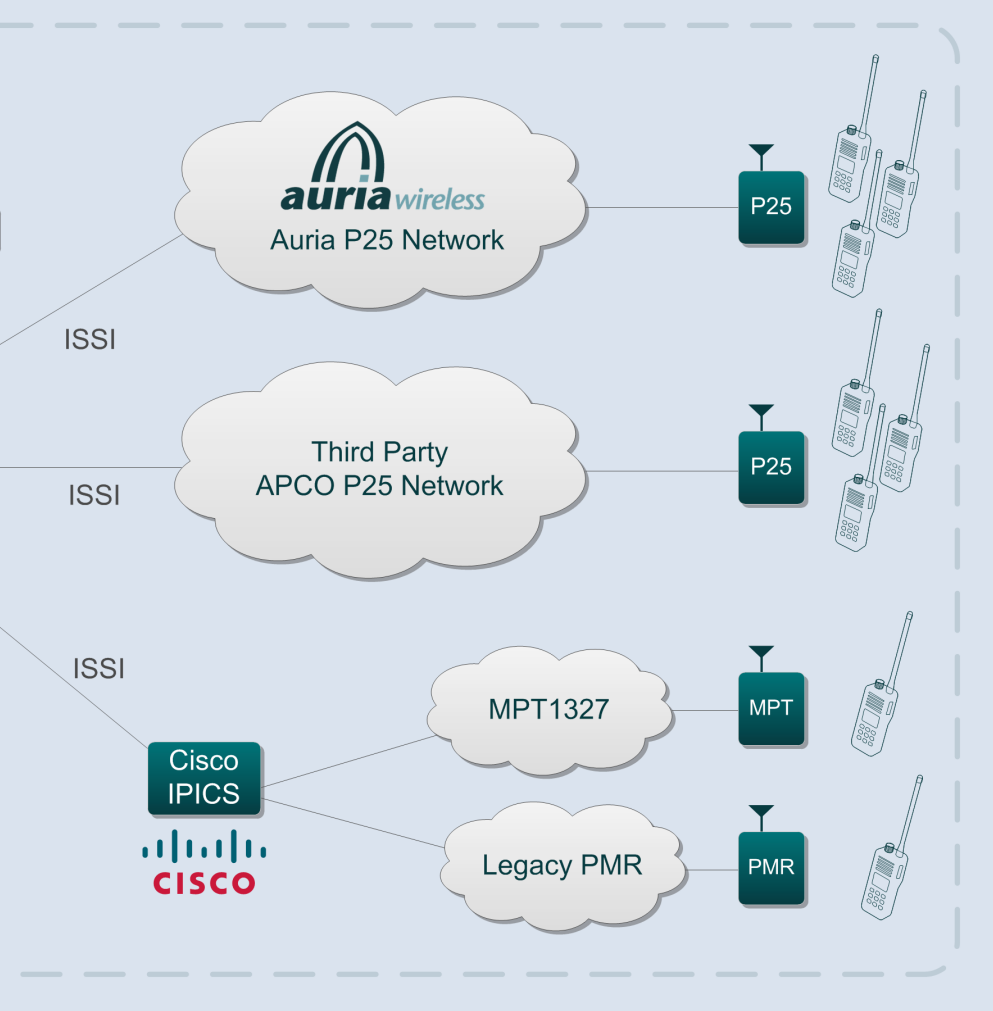 auria wireless
Auria P25 Network
P25
ISSI
Third Party
APCO P25 Network
P25
ISSI
ISSI
MPT1327
MPT
Cisco
IPICS
CISCO
Legacy PMR
PMR